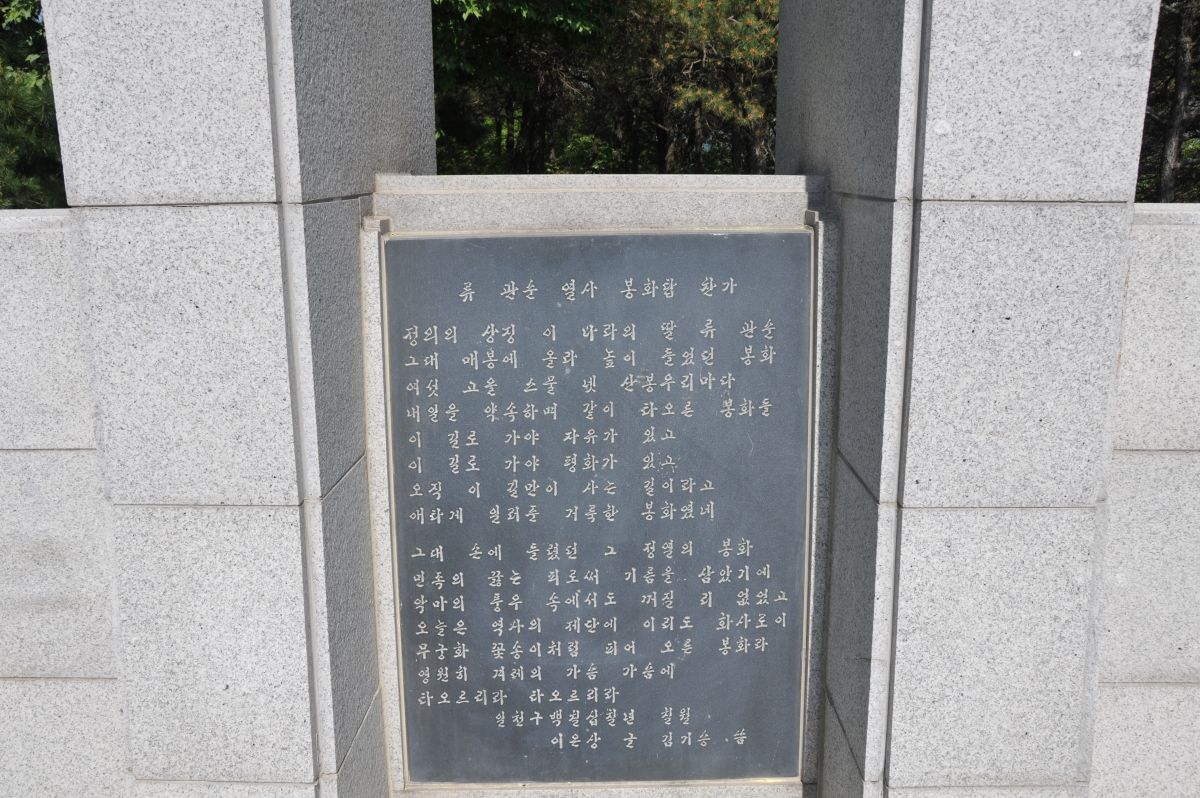 류 관순 열사 봉화탑 찬가
정의의 상징 이 나라의 딸 류 관순
그대 매봉에 올라 높이 들었던 봉화
여섯 고을 스물 넷 산봉우리마다
내일을 약속하며 같이 타오른 봉화들
이 길로 가야 자유가 있고
이 길로 가야 평화가 있고
오직 이 길만이 사는 길이라고
애타게 일러준 거룩한 봉화였네
그대 손에 들렸던 그 정열의 봉화
민족의 끓는 피로써 기름을 삼았기에
악마의 풍우 속에서도 꺼질 리 없었고
오늘은 역사의 제단에 이리도 화사로이
무궁화 꽃송이처럼 피어 오른 봉화라
영원히 겨레의 가슴 가슴에
타오르리라 타오르리라
일천구백칠십칠년 칠월
이은상 글 김기승 씀